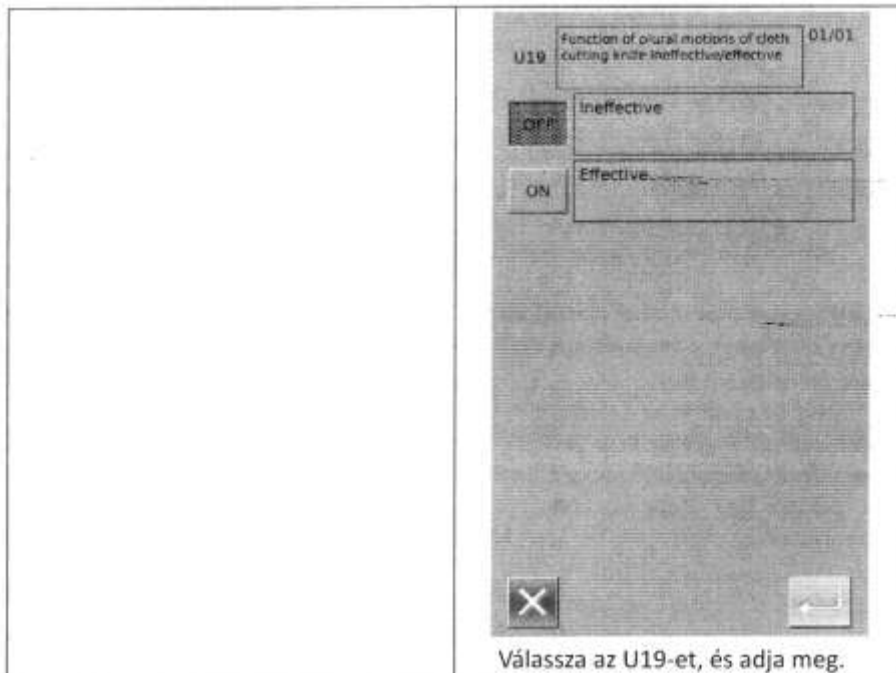 U19
Function of plural motions of cloth
cutting knife ineffective/effective
01/01
OFF
Ineffective
ON
Effective
Válassza az U19-et, és adja meg.